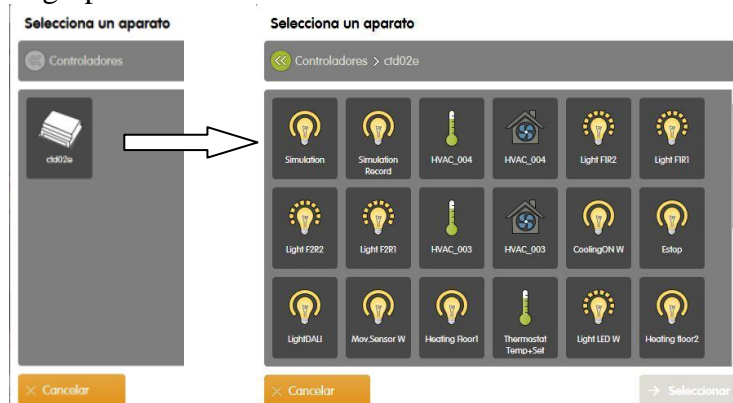 Selecciona un aparato
Controladores
ctd02e
Cancelar
Selecciona un aparato
Controladores > ctd02e
Simulation
Simulation
Record
HVAC_004
HVAC_004
Light F1R2
Light F1R1
Light F2R2
Light F2R1
HVAC_003
HVAC_003
CoolingON W
Estop
LightDALI
Mov.Sensor W
Heating Floor1
Thermostat
Temp+Set
Light LED W
Heating floor2
Cancelar
Seleccionar